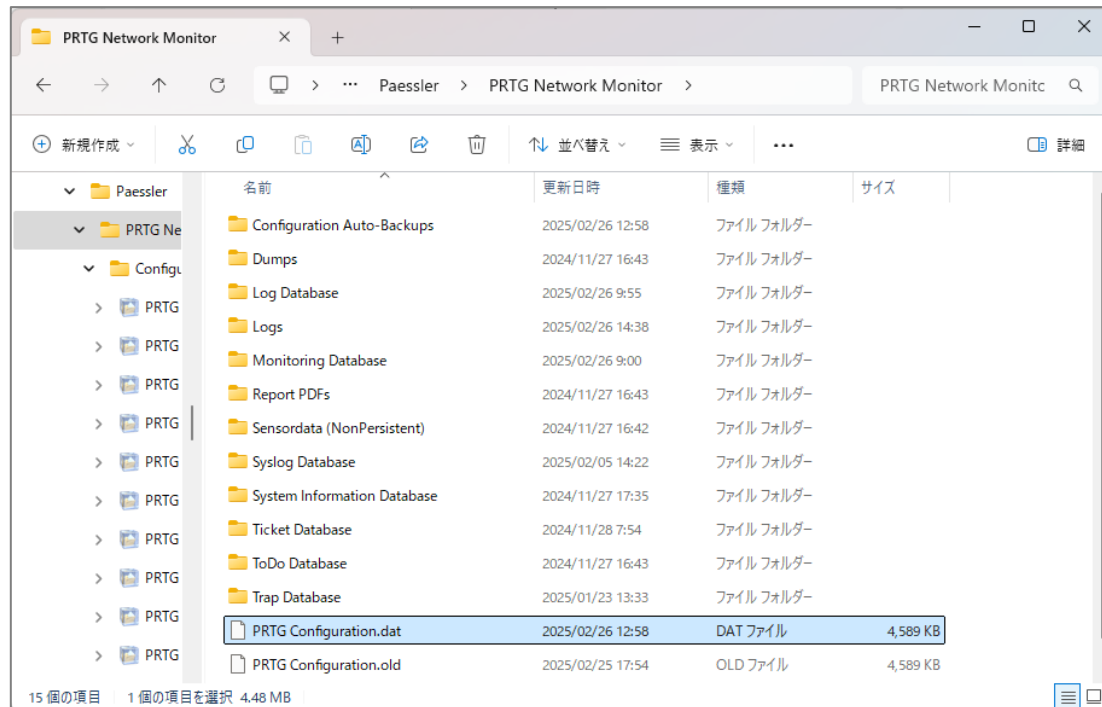 PRTG Network Monitor
Paessler > PRTG Network Monitor >
PRTG Network Monitc
新規作成
並べ替え
表示
詳細
Paessler
PRTG Ne
Configu
PRTG
PRTG
PRTG
PRTG
PRTG
PRTG
PRTG
PRTG
PRTG
PRTG
名前 更新日時 種類 サイズ
Configuration Auto-Backups 2025/02/26 12:58 ファイル フォルダー
Dumps 2024/11/27 16:43 ファイル フォルダー
Log Database 2025/02/26 9:55 ファイル フォルダー
Logs 2025/02/26 14:38 ファイル フォルダー
Monitoring Database 2025/02/26 9:00 ファイル フォルダー
Report PDFs 2024/11/27 16:43 ファイル フォルダー
Sensordata (NonPersistent) 2024/11/27 16:42 ファイル フォルダー
Syslog Database 2025/02/05 14:22 ファイル フォルダー
System Information Database 2024/11/27 17:35 ファイル フォルダー
Ticket Database 2024/11/28 7:54 ファイル フォルダー
ToDo Database 2024/11/27 16:43 ファイル フォルダー
Trap Database 2025/01/23 13:33 ファイル フォルダー
PRTG Configuration.dat 2025/02/26 12:58 DAT ファイル 4,589 KB
PRTG Configuration.old 2025/02/25 17:54 OLD ファイル 4,589 KB
15 個の項目 1 個の項目を選択 4.48 MB